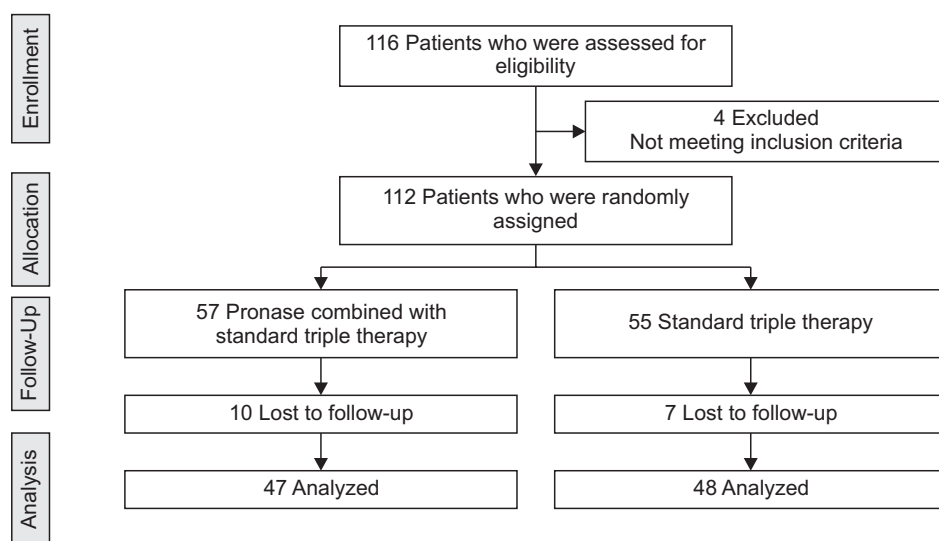 Enrollment
116 Patients who were assessed for
eligibility
4 Excluded
Not meeting inclusion criteria
Allocation
112 Patients who were randomly
assigned
Follow-Up
57 Pronase combined with
standard triple therapy
55 Standard triple therapy
10 Lost to follow-up
7 Lost to follow-up
Analysis
47 Analyzed
48 Analyzed